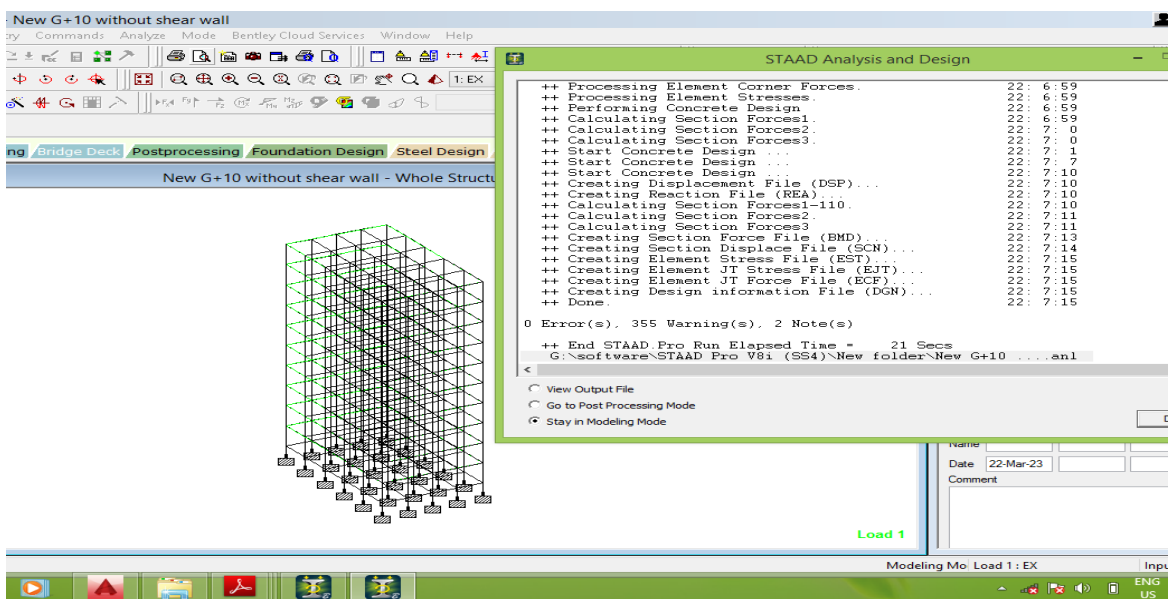 - New G+10 without shear wall
ry Commands Analyze Mode Bentley Cloud Services Window Help
1: EX
ng Bridge Deck Postprocessing Foundation Design Steel Design
New G+10 without shear wall - Whole Structu
STAAD Analysis and Design
++ Processing Element Corner Forces. 22: 6:59
++ Processing Element Stresses. 22: 6:59
++ Performing Concrete Design 22: 6:59
++ Calculating Section Forces1. 22: 6:59
++ Calculating Section Forces2. 22: 7: 0
++ Calculating Section Forces3. 22: 7: 0
++ Start Concrete Design ... 22: 7: 1
++ Start Concrete Design ... 22: 7: 7
++ Start Concrete Design ... 22: 7:10
++ Creating Displacement File (DSP)... 22: 7:10
++ Creating Reaction File (REA)... 22: 7:10
++ Calculating Section Forces1-110. 22: 7:10
++ Calculating Section Forces2. 22: 7:11
++ Calculating Section Forces3 22: 7:11
++ Creating Section Force File (BMD)... 22: 7:13
++ Creating Section Displace File (SCN)... 22: 7:14
++ Creating Element Stress File (EST)... 22: 7:15
++ Creating Element JT Stress File (EJT)... 22: 7:15
++ Creating Element JT Force File (ECF)... 22: 7:15
++ Creating Design information File (DGN)... 22: 7:15
++ Done. 22: 7:15
0 Error(s), 355 Warning(s), 2 Note(s)
++ End STAAD.Pro Run Elapsed Time = 21 Secs
G:\software\STAAD Pro V8i (SS4)\New folder\New G+10 ....anl
View Output File
Go to Post Processing Mode
Stay in Modeling Mode
Name
Date 22-Mar-23
Comment
Load 1
Modeling Mo Load 1 : EX Inpu
ENG
US